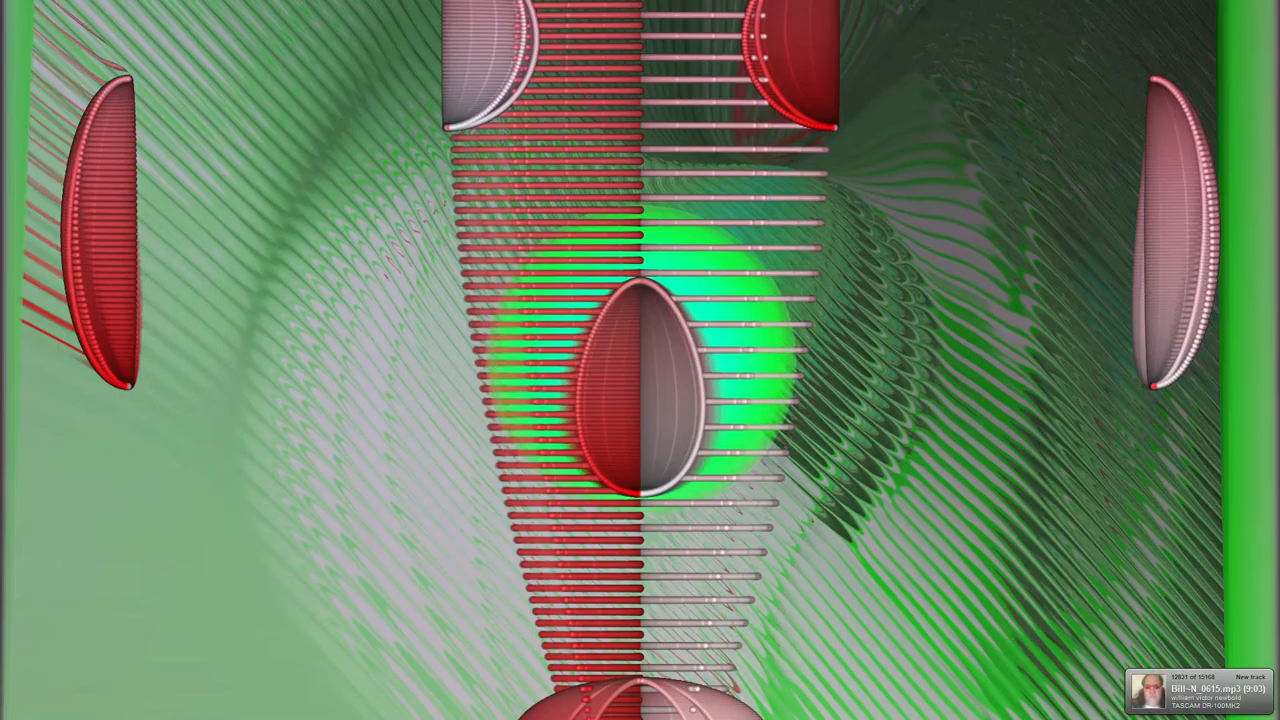 12831 of 15168 New track
Bill~N_0615.mp3 (9:03)
william victor newbold
TASCAM DR-100MK2